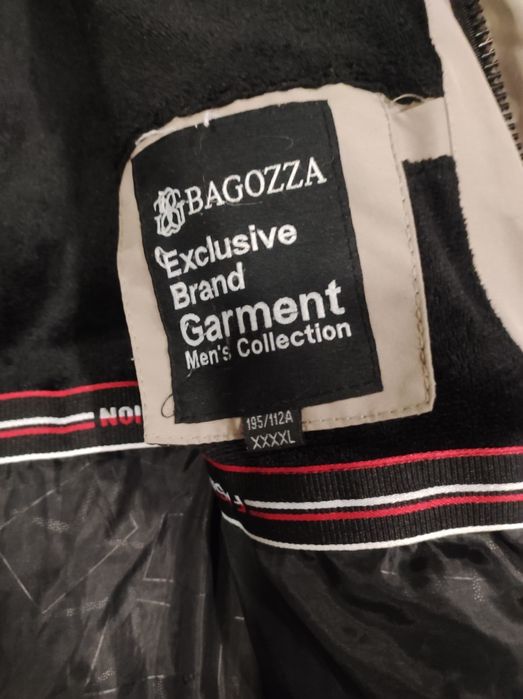 BAGOZZA
Exclusive
Brand
Garment
Men's Collection
195/112A
XXXXL